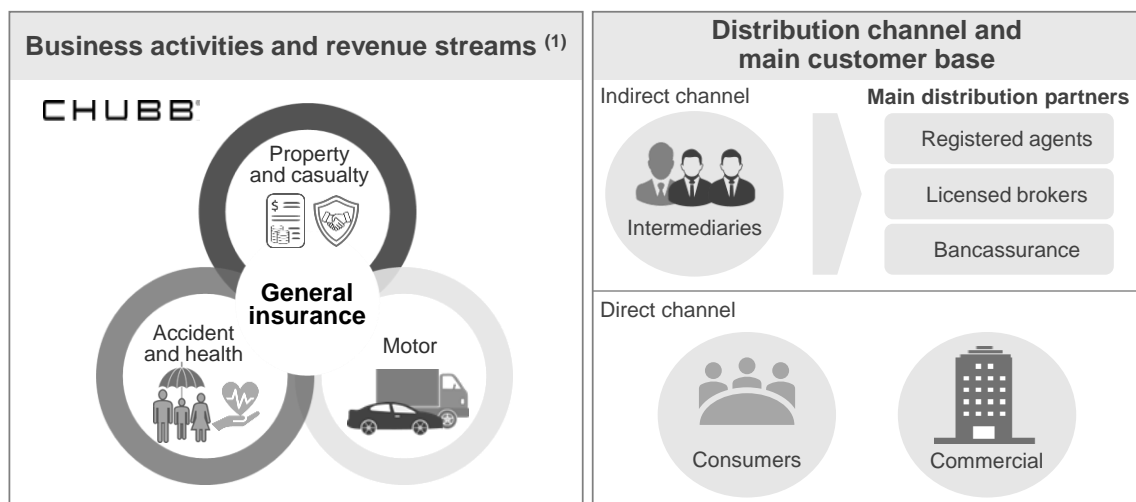 Business activities and revenue streams (1)
CHUBB®
Property
and casualty
$
General
insurance
Accident
and health
Motor
Distribution channel and
main customer base
Indirect channel
Main distribution partners
Intermediaries
Registered agents
Licensed brokers
Bancassurance
Direct channel
Consumers
Commercial